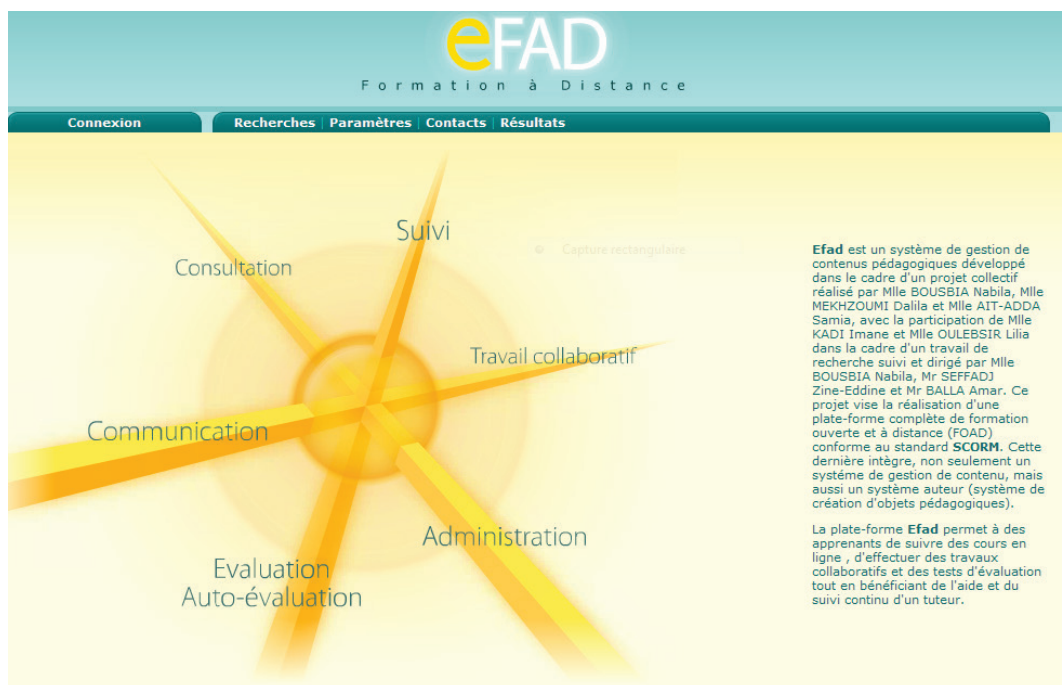 eFAD
Formation à Distance
Connexion
Recherches | Paramètres | Contacts | Résultats
Suivi
Consultation
Capture rectangulaire
Travail collaboratif
Communication
Administration
Evaluation
Auto-évaluation
Efad est un système de gestion de
contenus pédagogiques développé
dans le cadre d'un projet collectif
réalisé par Mlle BOUSBIA Nabila, Mlle
MEKHZOUMI Dalila et Mlle AIT-ADDA
Samia, avec la participation de Mlle
KADI Imane et Mlle OULEBSIR Lilia
dans la cadre d'un travail de
recherche suivi et dirigé par Mlle
BOUSBIA Nabila, Mr SEFFADJ
Zine-Eddine et Mr BALLA Amar. Ce
projet vise la réalisation d'une
plate-forme complète de formation
ouverte et à distance (FOAD)
conforme au standard SCORM. Cette
dernière intègre, non seulement un
systéme de gestion de contenu, mais
aussi un système auteur (système de
création d'objets pédagogiques).
La plate-forme Efad permet à des
apprenants de suivre des cours en
ligne , d'effectuer des travaux
collaboratifs et des tests d'évaluation
tout en bénéficiant de l'aide et du
suivi continu d'un tuteur.